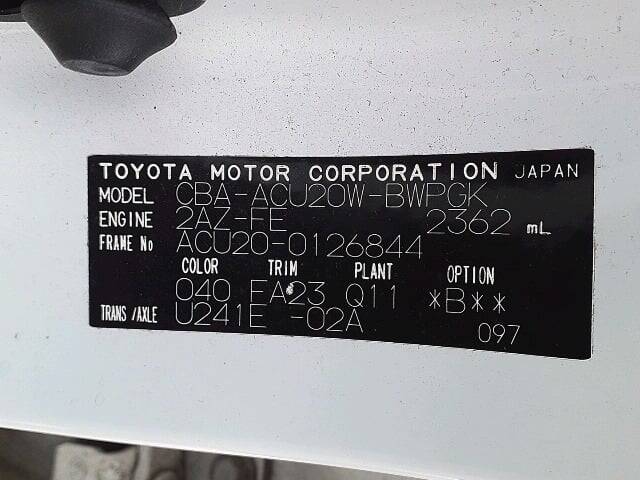 TOYOTA MOTOR CORPORATION JAPAN
MODEL CBA-ACU20W-BWPGK
ENGINE 2AZ-FE 2362 mL
FRAME No ACU20-0126844
COLOR TRIM PLANT OPTION
040 FA23 Q11 *B**
TRANS/AXLE U241E -02A
097